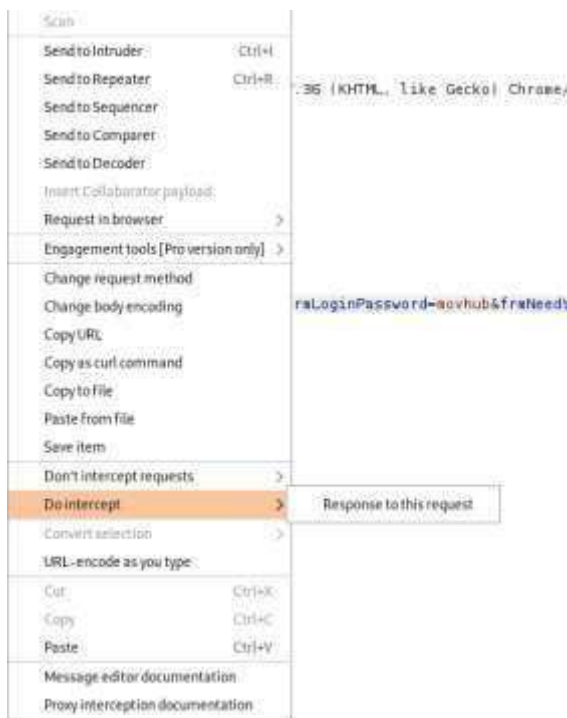 Scan
Send to Intruder Ctrl+I
Send to Repeater Ctrl+R
Send to Sequencer
Send to Comparer
Send to Decoder
Insert Collaborator payload
Request in browser >
Engagement tools [Pro version only] >
Change request method
Change body encoding
Copy URL
Copy as curl command
Copy to file
Paste from file
Save item
Don't intercept requests >
Do intercept >
Convert selection >
URL-encode as you type
Cut Ctrl+X
Copy Ctrl+C
Paste Ctrl+V
Message editor documentation
Proxy interception documentation
.36 (KHTML, like Gecko) Chrome/
rmLoginPassword=movhub&frmNeed
Response to this request